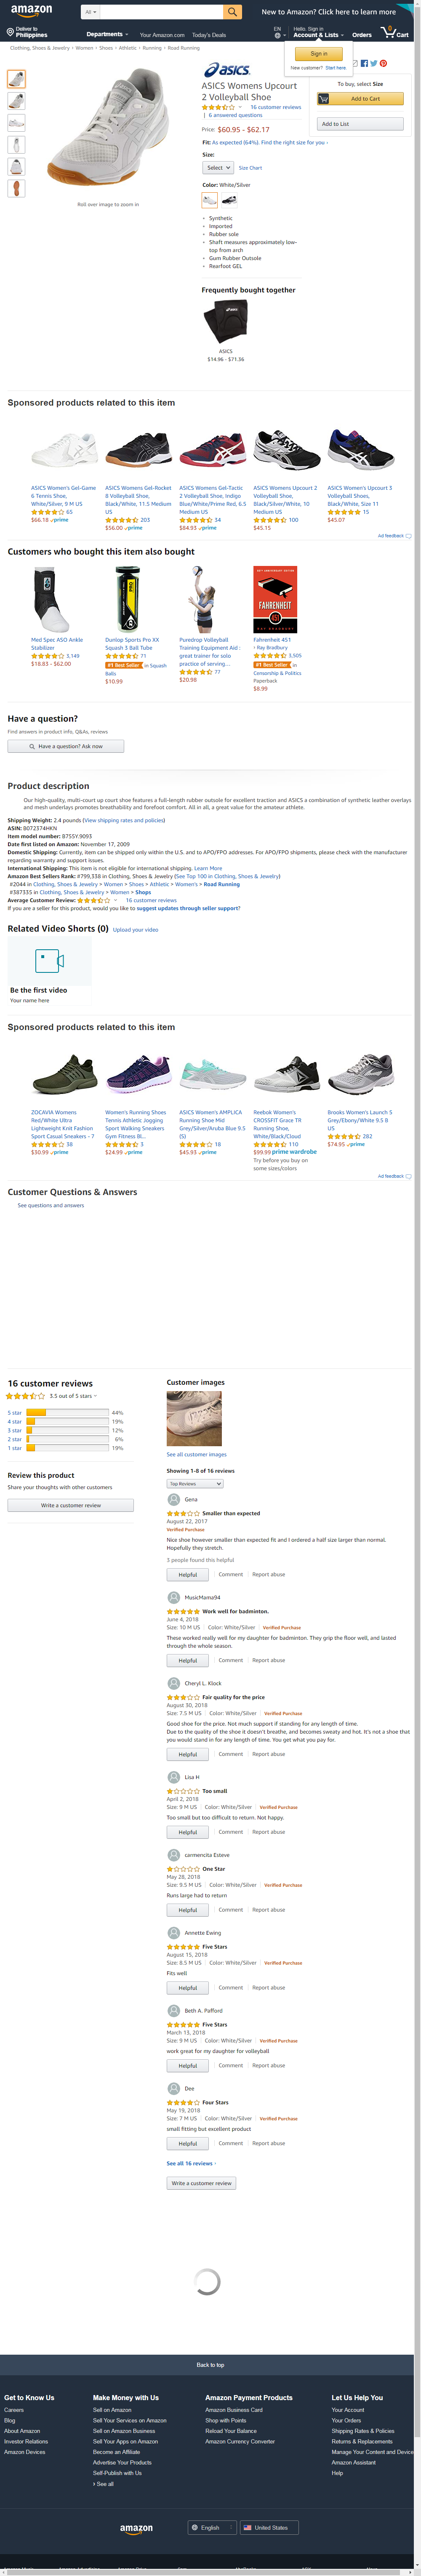 amazon
All
New to Amazon? Click here to learn more
Deliver to
Philippines
Departments
Your Amazon.com
Today's Deals
EN
Hello. Sign in
Account & Lists
Orders
0
Cart
Sign in
New customer? Start here.
Clothing, Shoes & Jewelry › Women › Shoes › Athletic › Running › Road Running
Roll over image to zoom in
asics
ASICS Womens Upcourt
2 Volleyball Shoe
16 customer reviews
| 6 answered questions
Price: $60.95 - $62.17
Fit: As expected (64%). Find the right size for you ›
Size:
Select
Size Chart
Color: White/Silver
Synthetic
Imported
Rubber sole
Shaft measures approximately low-
top from arch
Gum Rubber Outsole
Rearfoot GEL
To buy, select Size
Add to Cart
Add to List
Frequently bought together
ASICS
$14.96 - $71.36
Sponsored products related to this item
ASICS Women's Gel-Game
6 Tennis Shoe,
White/Silver, 9 M US
65
$66.18 prime
ASICS Womens Gel-Rocket
8 Volleyball Shoe,
Black/White, 11.5 Medium
US
203
$56.00 prime
ASICS Womens Gel-Tactic
2 Volleyball Shoe, Indigo
Blue/White/Prime Red, 6.5
Medium US
34
$84.93 prime
ASICS Womens Upcourt 2
Volleyball Shoe,
Black/Silver/White, 10
Medium US
100
$45.15
ASICS Women's Upcourt 3
Volleyball Shoes,
Black/White, Size 11
15
$45.07
Ad feedback
Customers who bought this item also bought
Med Spec ASO Ankle
Stabilizer
3,149
$18.83 - $62.00
Dunlop Sports Pro XX
Squash 3 Ball Tube
71
#1 Best Seller in Squash
Balls
$10.99
Puredrop Volleyball
Training Equipment Aid :
great trainer for solo
practice of serving…
77
$20.98
FAHRENHEIT
Fahrenheit 451
› Ray Bradbury
3,505
#1 Best Seller in
Censorship & Politics
Paperback
$8.99
Have a question?
Find answers in product info, Q&As, reviews
Have a question? Ask now
Product description
Our high-quality, multi-court up court shoe features a full-length rubber outsole for excellent traction and ASICS a combination of synthetic leather overlays
and mesh underlays promotes breathability and forefoot comfort. All in all, a great value for the amateur athlete.
Shipping Weight: 2.4 pounds (View shipping rates and policies)
ASIN: B072374HKN
Item model number: B755Y.9093
Date first listed on Amazon: November 17, 2009
Domestic Shipping: Currently, item can be shipped only within the U.S. and to APO/FPO addresses. For APO/FPO shipments, please check with the manufacturer
regarding warranty and support issues.
International Shipping: This item is not eligible for international shipping. Learn More
Amazon Best Sellers Rank: #799,338 in Clothing, Shoes & Jewelry (See Top 100 in Clothing, Shoes & Jewelry)
#2044 in Clothing, Shoes & Jewelry > Women > Shoes > Athletic > Women's > Road Running
#387335 in Clothing, Shoes & Jewelry > Women > Shops
Average Customer Review: 16 customer reviews
If you are a seller for this product, would you like to suggest updates through seller support?
Related Video Shorts (0) Upload your video
Be the first video
Your name here
Sponsored products related to this item
ZOCAVIA Womens
Red/White Ultra
Lightweight Knit Fashion
Sport Casual Sneakers - 7
38
$30.99 prime
Women's Running Shoes
Tennis Athletic Jogging
Sport Walking Sneakers
Gym Fitness Bl…
3
$24.99 prime
ASICS Women's AMPLICA
Running Shoe Mid
Grey/Silver/Aruba Blue 9.5
(S)
18
$45.93 prime
Reebok Women's
CROSSFIT Grace TR
Running Shoe,
White/Black/Cloud
110
$99.99 prime wardrobe
Try before you buy on
some sizes/colors
Brooks Women's Launch 5
Grey/Ebony/White 9.5 B
US
282
$74.95 prime
Ad feedback
Customer Questions & Answers
See questions and answers
16 customer reviews
3.5 out of 5 stars
5 star 44%
4 star 19%
3 star 12%
2 star 6%
1 star 19%
Review this product
Share your thoughts with other customers
Write a customer review
Customer images
See all customer images
Showing 1-8 of 16 reviews
Top Reviews
Gena
Smaller than expected
August 22, 2017
Verified Purchase
Nice shoe however smaller than expected fit and I ordered a half size larger than normal.
Hopefully they stretch.
3 people found this helpful
Helpful Comment Report abuse
MusicMama94
Work well for badminton.
June 4, 2018
Size: 10 M US Color: White/Silver Verified Purchase
These worked really well for my daughter for badminton. They grip the floor well, and lasted
through the whole season.
Helpful Comment Report abuse
Cheryl L. Klock
Fair quality for the price
August 30, 2018
Size: 7.5 M US Color: White/Silver Verified Purchase
Good shoe for the price. Not much support if standing for any length of time.
Due to the quality of the shoe it doesn't breathe, and becomes sweaty and hot. It's not a shoe that
you would stand in for any length of time. You get what you pay for.
Helpful Comment Report abuse
Lisa H
Too small
April 2, 2018
Size: 9 M US Color: White/Silver Verified Purchase
Too small but too difficult to return. Not happy.
Helpful Comment Report abuse
carmencita Esteve
One Star
May 28, 2018
Size: 9.5 M US Color: White/Silver Verified Purchase
Runs large had to return
Helpful Comment Report abuse
Annette Ewing
Five Stars
August 15, 2018
Size: 8.5 M US Color: White/Silver Verified Purchase
Fits well
Helpful Comment Report abuse
Beth A. Pafford
Five Stars
March 13, 2018
Size: 9 M US Color: White/Silver Verified Purchase
work great for my daughter for volleyball
Helpful Comment Report abuse
Dee
Four Stars
May 19, 2018
Size: 7 M US Color: White/Silver Verified Purchase
small fitting but excellent product
Helpful Comment Report abuse
See all 16 reviews ›
Write a customer review
Back to top
Get to Know Us
Careers
Blog
About Amazon
Investor Relations
Amazon Devices
Make Money with Us
Sell on Amazon
Sell Your Services on Amazon
Sell on Amazon Business
Sell Your Apps on Amazon
Become an Affiliate
Advertise Your Products
Self-Publish with Us
› See all
Amazon Payment Products
Amazon Business Card
Shop with Points
Reload Your Balance
Amazon Currency Converter
Let Us Help You
Your Account
Your Orders
Shipping Rates & Policies
Returns & Replacements
Manage Your Content and Device
Amazon Assistant
Help
amazon
English
United States